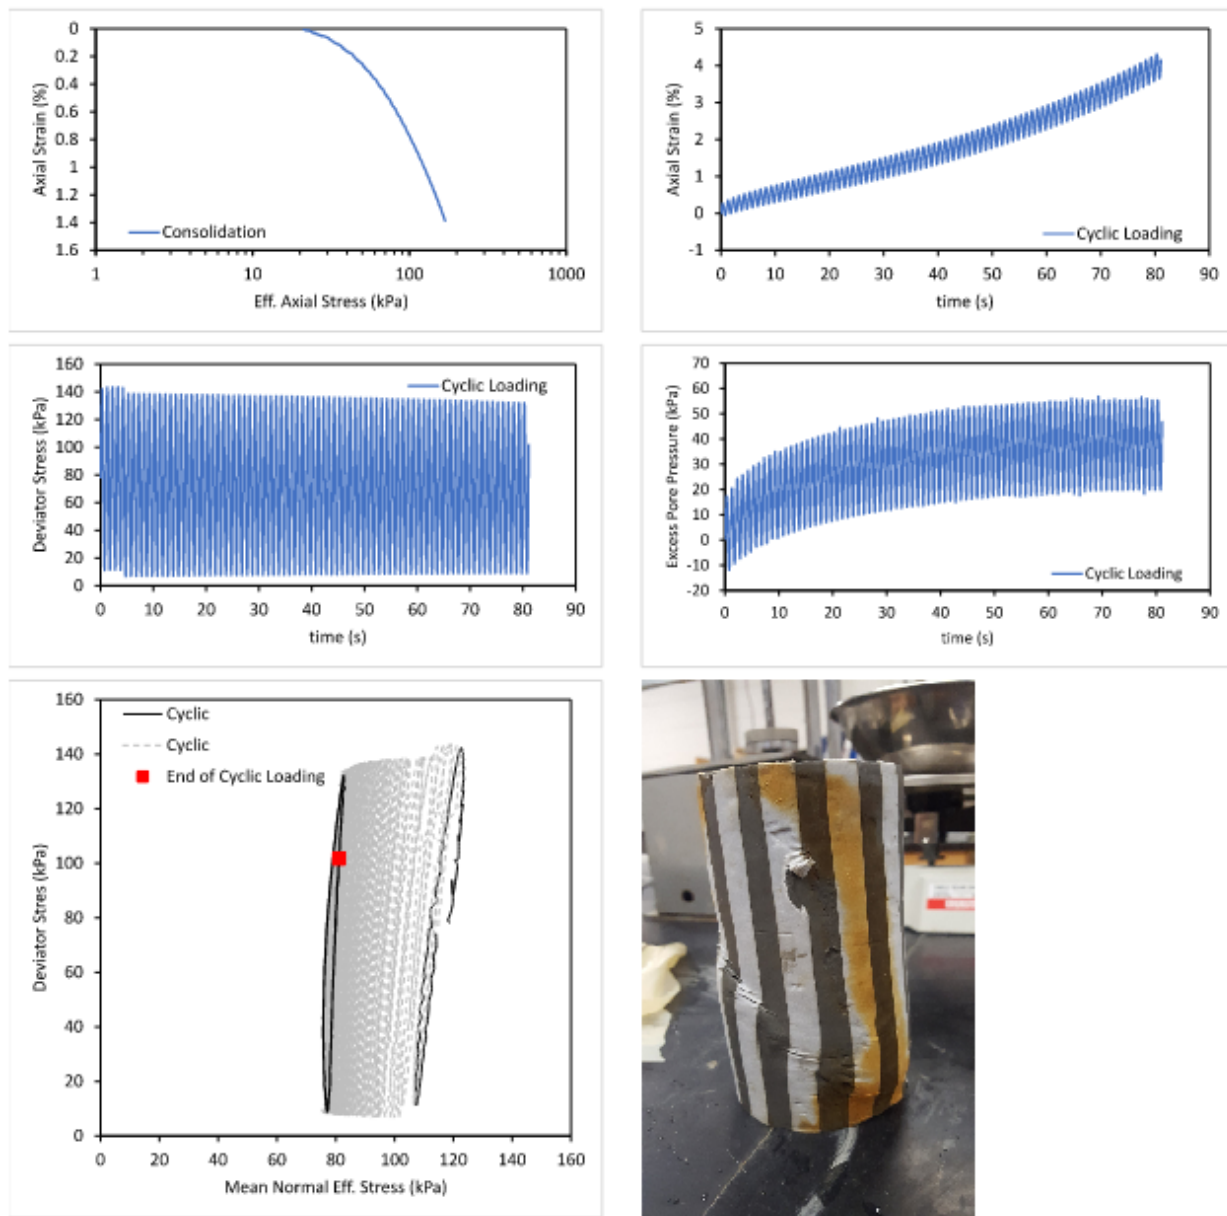 0
0.2
0.4
0.6
0.8
1
1.2
1.4
1.6
Axial Strain (%)
Consolidation
1 10 100 1000
Eff. Axial Stress (kPa)
5
4
3
2
1
0
-1
Axial Strain (%)
Cyclic Loading
0 10 20 30 40 50 60 70 80 90
time (s)
160
140
120
100
80
60
40
20
0
Deviator Stress (kPa)
Cyclic Loading
0 10 20 30 40 50 60 70 80 90
time (s)
70
60
50
40
30
20
10
0
-10
-20
Excess Pore Pressure (kPa)
Cyclic Loading
0 10 20 30 40 50 60 70 80 90
time (s)
160
140
120
100
80
60
40
20
0
Deviator Stres (kPa)
Cyclic
Cyclic
End of Cyclic Loading
0 20 40 60 80 100 120 140 160
Mean Normal Eff. Stress (kPa)